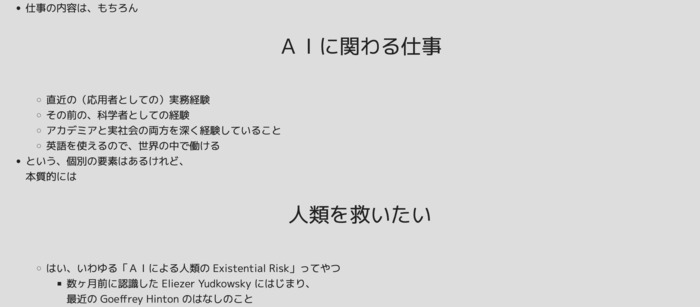 仕事の内容は、もちろん
ＡＩに関わる仕事
直近の（応用者としての）実務経験
その前の、科学者としての経験
アカデミアと実社会の両方を深く経験していること
英語を使えるので、世界の中で働ける
という、個別の要素はあるけれど、
本質的には
人類を救いたい
はい、いわゆる「ＡＩによる人類の Existential Risk」ってやつ
数ヶ月前に認識した Eliezer Yudkowsky にはじまり、
最近の Goeffrey Hinton のはなしのこと